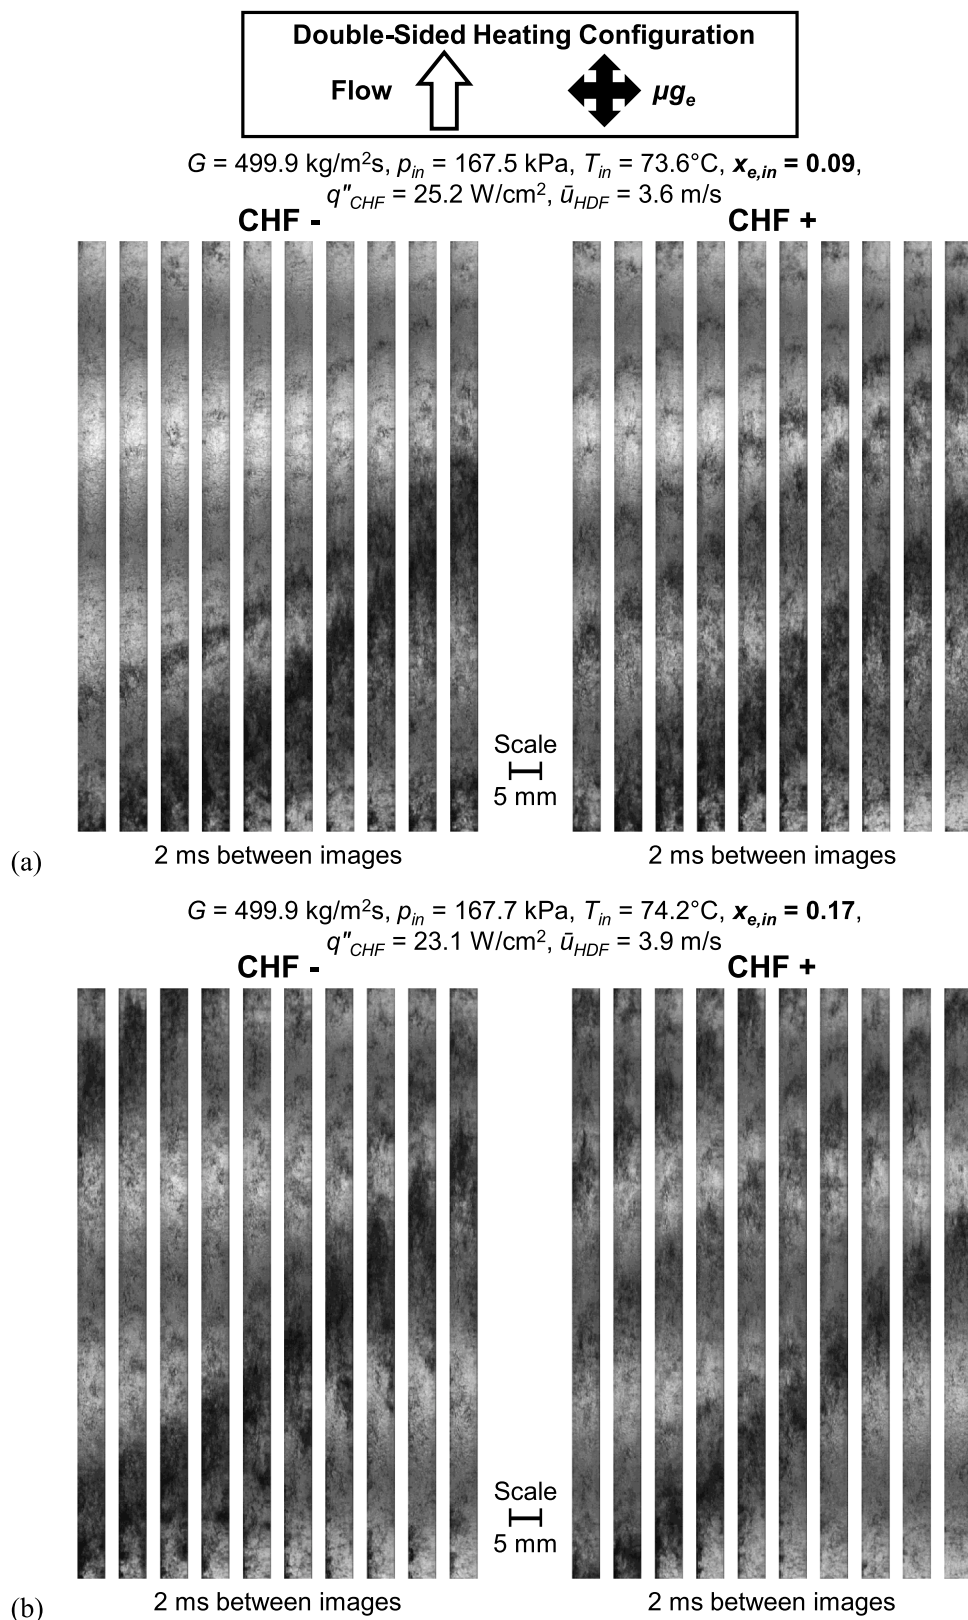 Double-Sided Heating Configuration
Flow μgₑ
G = 499.9 kg/m²s, pᵢₙ = 167.5 kPa, Tᵢₙ = 73.6°C, xₑ,ᵢₙ = 0.09,
q"CHF = 25.2 W/cm², ūHDF = 3.6 m/s
CHF - CHF +
Scale
5 mm
(a) 2 ms between images 2 ms between images
G = 499.9 kg/m²s, pᵢₙ = 167.7 kPa, Tᵢₙ = 74.2°C, xₑ,ᵢₙ = 0.17,
q"CHF = 23.1 W/cm², ūHDF = 3.9 m/s
CHF - CHF +
Scale
5 mm
(b) 2 ms between images 2 ms between images